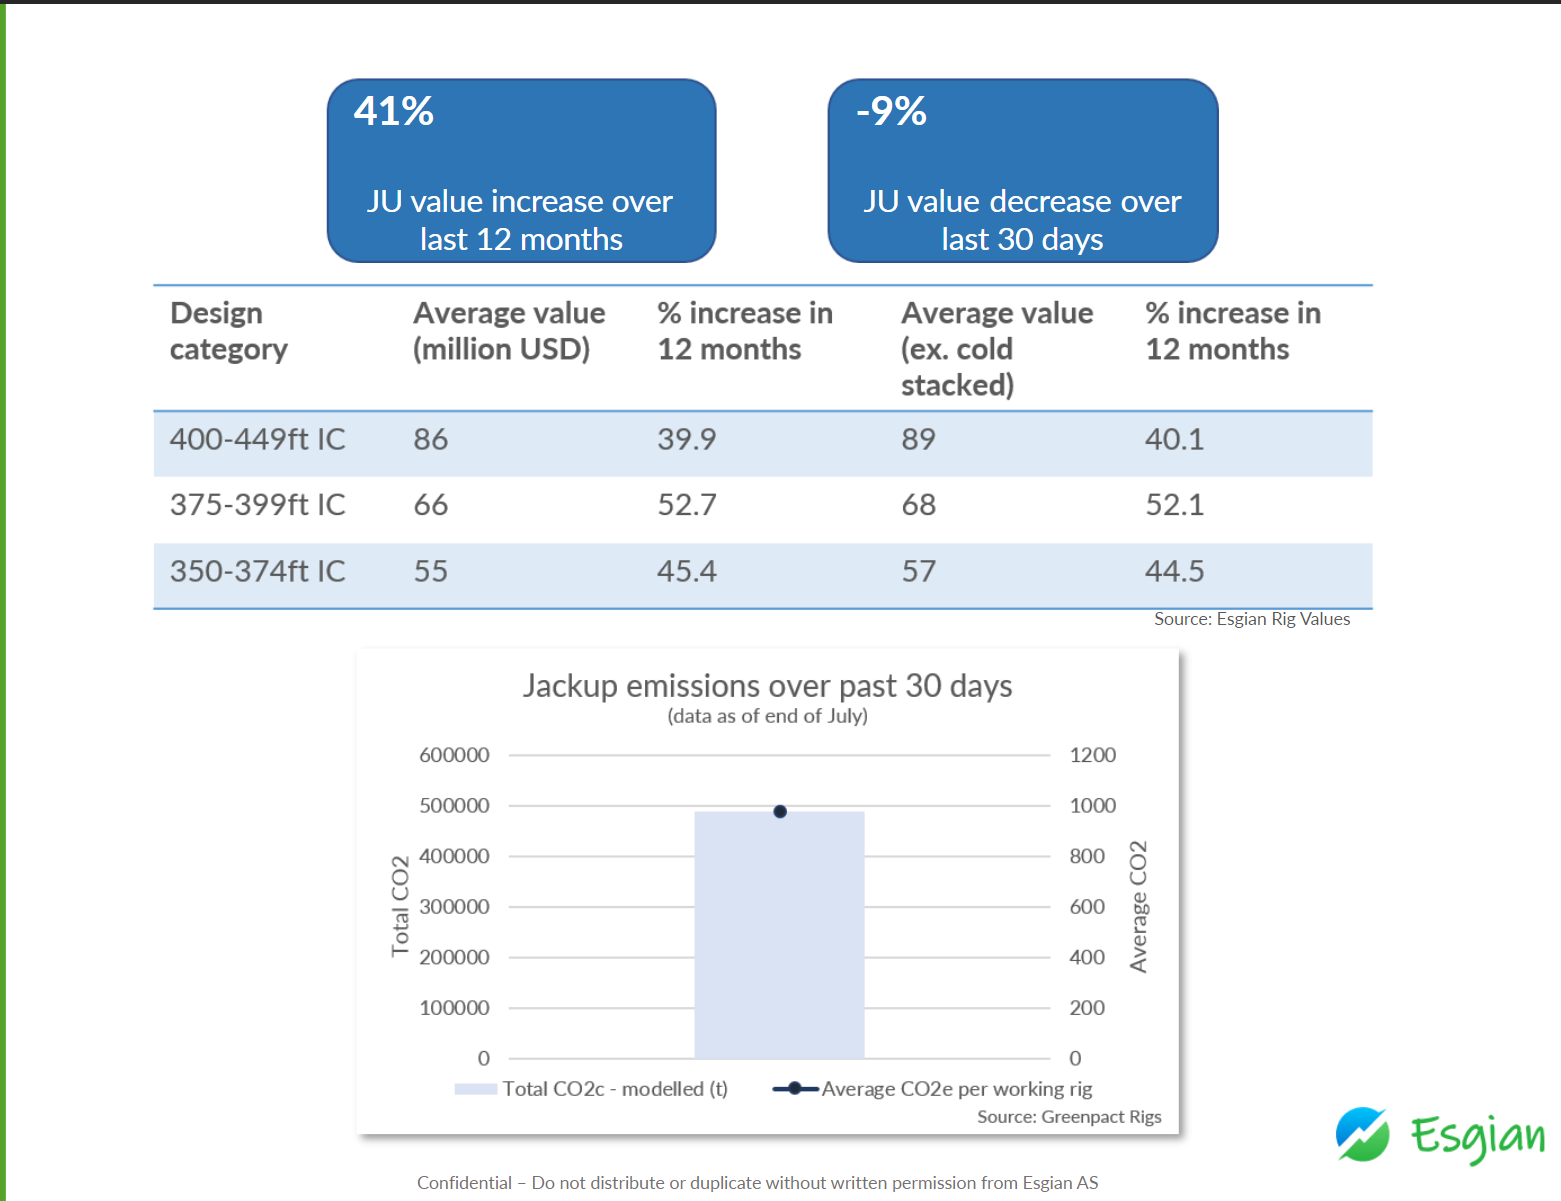 41%
JU value increase over
last 12 months
-9%
JU value decrease over
last 30 days
Design category Average value (million USD) % increase in 12 months Average value (ex. cold stacked) % increase in 12 months
400-449ft IC 86 39.9 89 40.1
375-399ft IC 66 52.7 68 52.1
350-374ft IC 55 45.4 57 44.5
Source: Esgian Rig Values
Jackup emissions over past 30 days
(data as of end of July)
600000 1200
500000 1000
400000 800
300000 600
200000 400
100000 200
0 0
Total CO2
Average CO2
Total CO2c - modelled (t) Average CO2e per working rig
Source: Greenpact Rigs
Esgian
Confidential – Do not distribute or duplicate without written permission from Esgian AS